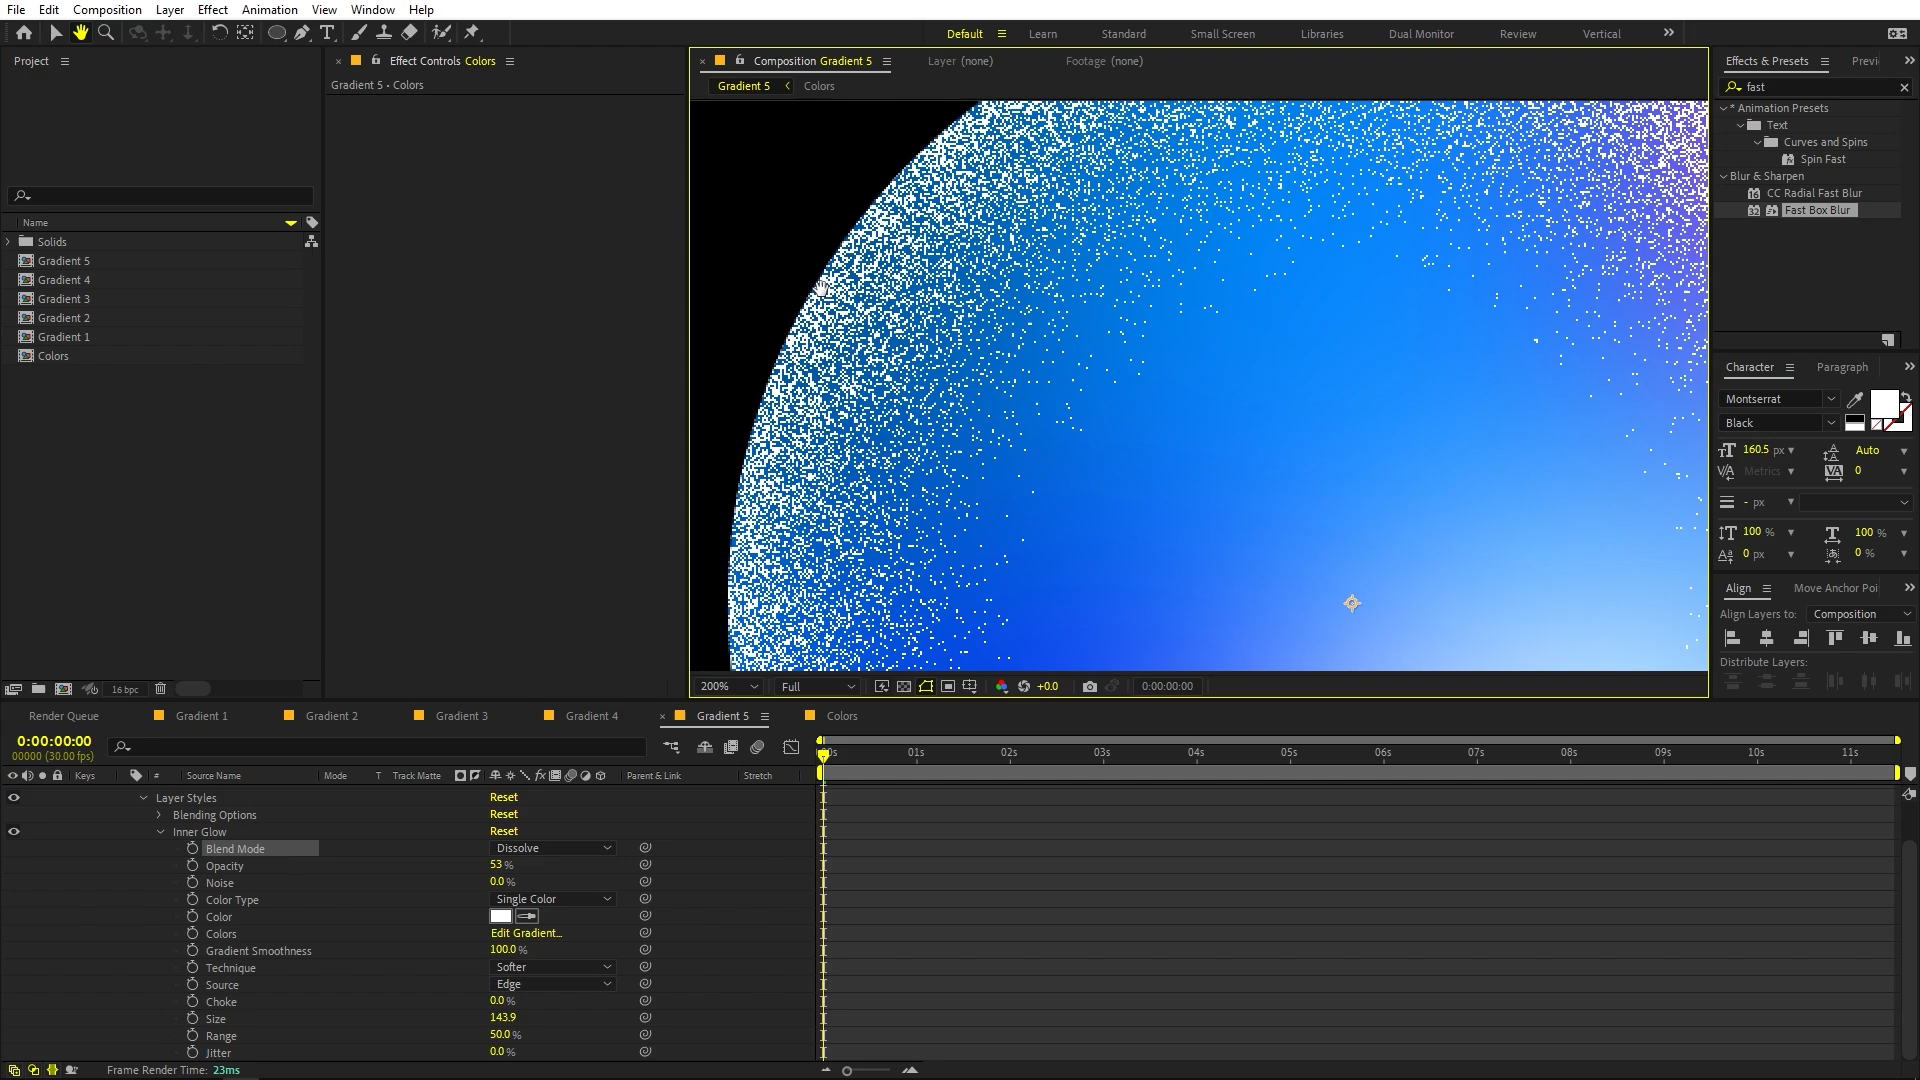 File Edit Composition Layer Effect Animation View Window Help
Default Learn Standard Small Screen Libraries Dual Monitor Review Vertical
Project
Effect Controls Colors
Gradient 5 • Colors
Composition Gradient 5
Layer (none)
Footage (none)
Gradient 5
Colors
Effects & Presets
Previ
fast
* Animation Presets
Text
Curves and Spins
Spin Fast
Blur & Sharpen
CC Radial Fast Blur
Fast Box Blur
Name
Solids
Gradient 5
Gradient 4
Gradient 3
Gradient 2
Gradient 1
Colors
Character
Paragraph
Montserrat
Black
160.5 px
Auto
Metrics
0
- px
100 %
100 %
0 px
0 %
Align
Move Anchor Poi
Align Layers to: Composition
Distribute Layers:
16 bpc
200%
Full
+0.0
0:00:00:00
Render Queue
Gradient 1
Gradient 2
Gradient 3
Gradient 4
Gradient 5
Colors
0:00:00:00
00000 (30.00 fps)
01s 02s 03s 04s 05s 06s 07s 08s 09s 10s 11s
Keys # Source Name Mode T Track Matte fx Parent & Link Stretch
Layer Styles Reset
Blending Options Reset
Inner Glow Reset
Blend Mode Dissolve
Opacity 53 %
Noise 0.0 %
Color Type Single Color
Color
Colors Edit Gradient...
Gradient Smoothness 100.0 %
Technique Softer
Source Edge
Choke 0.0 %
Size 143.9
Range 50.0 %
Jitter 0.0 %
Frame Render Time: 23ms